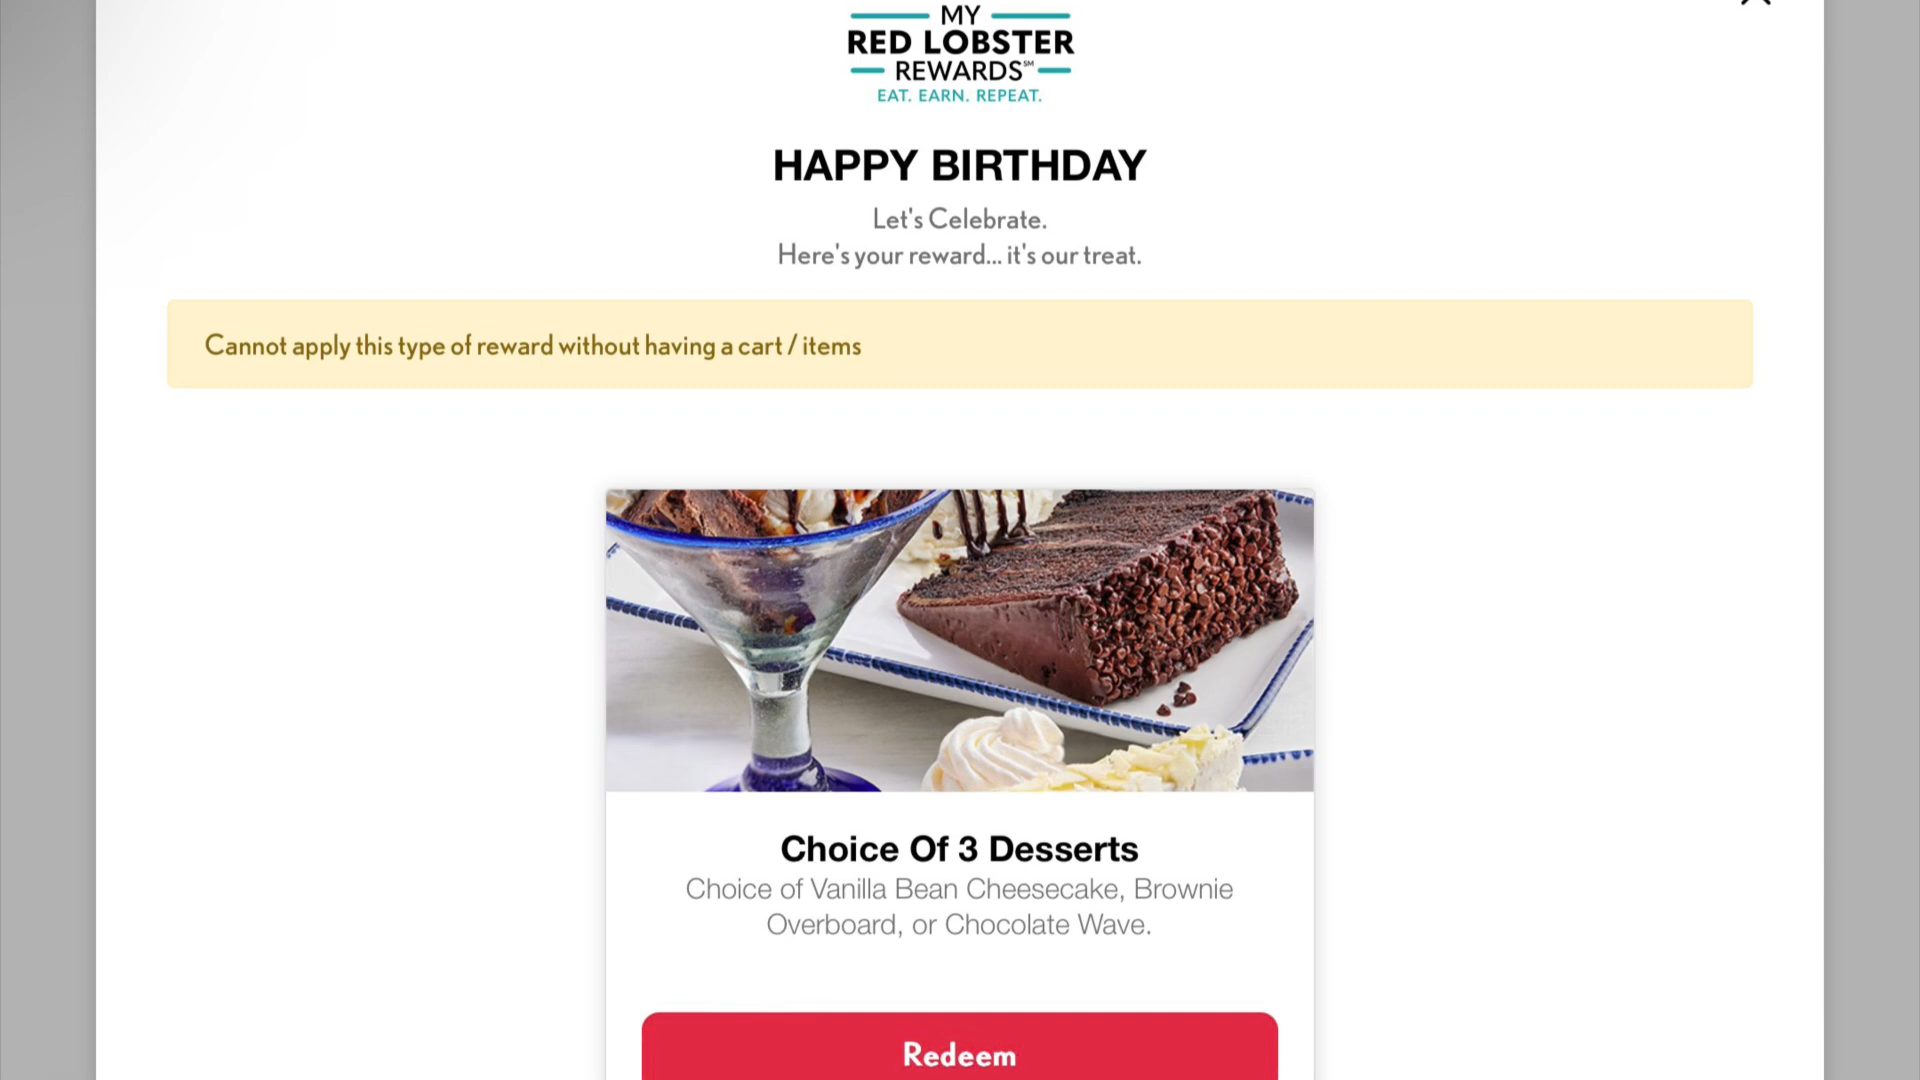 MY
RED LOBSTER
REWARDS℠
EAT. EARN. REPEAT.
HAPPY BIRTHDAY
Let's Celebrate.
Here's your reward... it's our treat.
Cannot apply this type of reward without having a cart / items
Choice Of 3 Desserts
Choice of Vanilla Bean Cheesecake, Brownie
Overboard, or Chocolate Wave.
Redeem